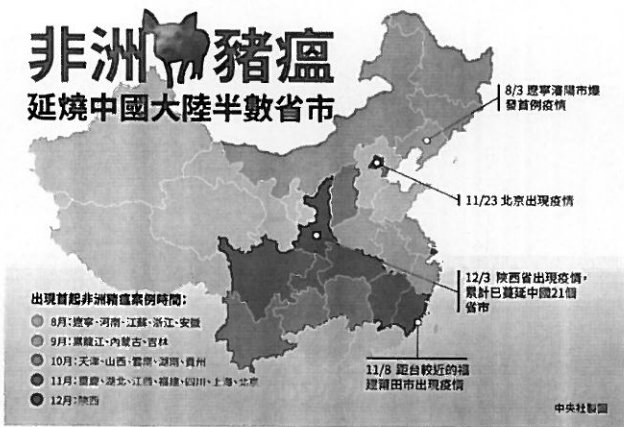 非洲豬瘟
延燒中國大陸半數省市
8/3 遼寧瀋陽市爆
發首例疫情
11/23 北京出現疫情
12/3 陝西省出現疫情，
累計已蔓延中國21個
省市
11/8 距台較近的福
建莆田市出現疫情
出現首起非洲豬瘟案例時間：
8月：遼寧、河南、江蘇、浙江、安徽
9月：黑龍江、內蒙古、吉林
10月：天津、山西、雲南、湖南、貴州
11月：重慶、湖北、江西、福建、四川、上海、北京
12月：陝西
中央社製圖